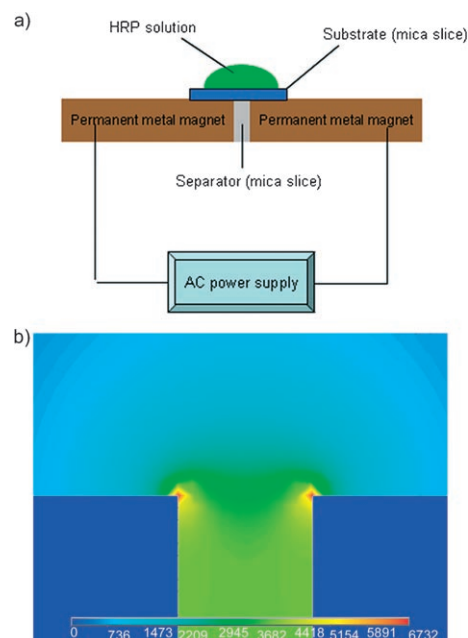 a)
HRP solution
Substrate (mica slice)
Permanent metal magnet
Permanent metal magnet
Separator (mica slice)
AC power supply
b)
0 736 1473 2209 2945 3682 4418 5154 5891 6732